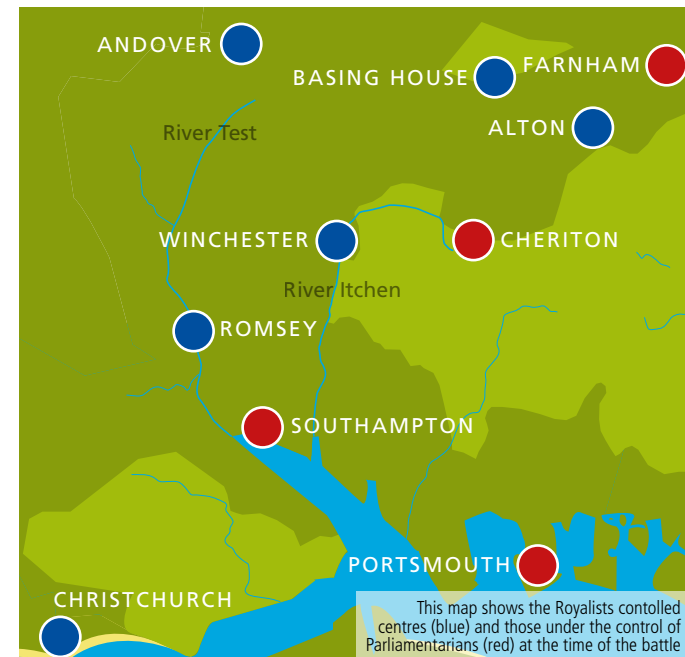 ANDOVER
FARNHAM
BASING HOUSE
ALTON
River Test
WINCHESTER
CHERITON
River Itchen
ROMSEY
SOUTHAMPTON
PORTSMOUTH
CHRISTCHURCH
This map shows the Royalists contolled
centres (blue) and those under the control of
Parliamentarians (red) at the time of the battle